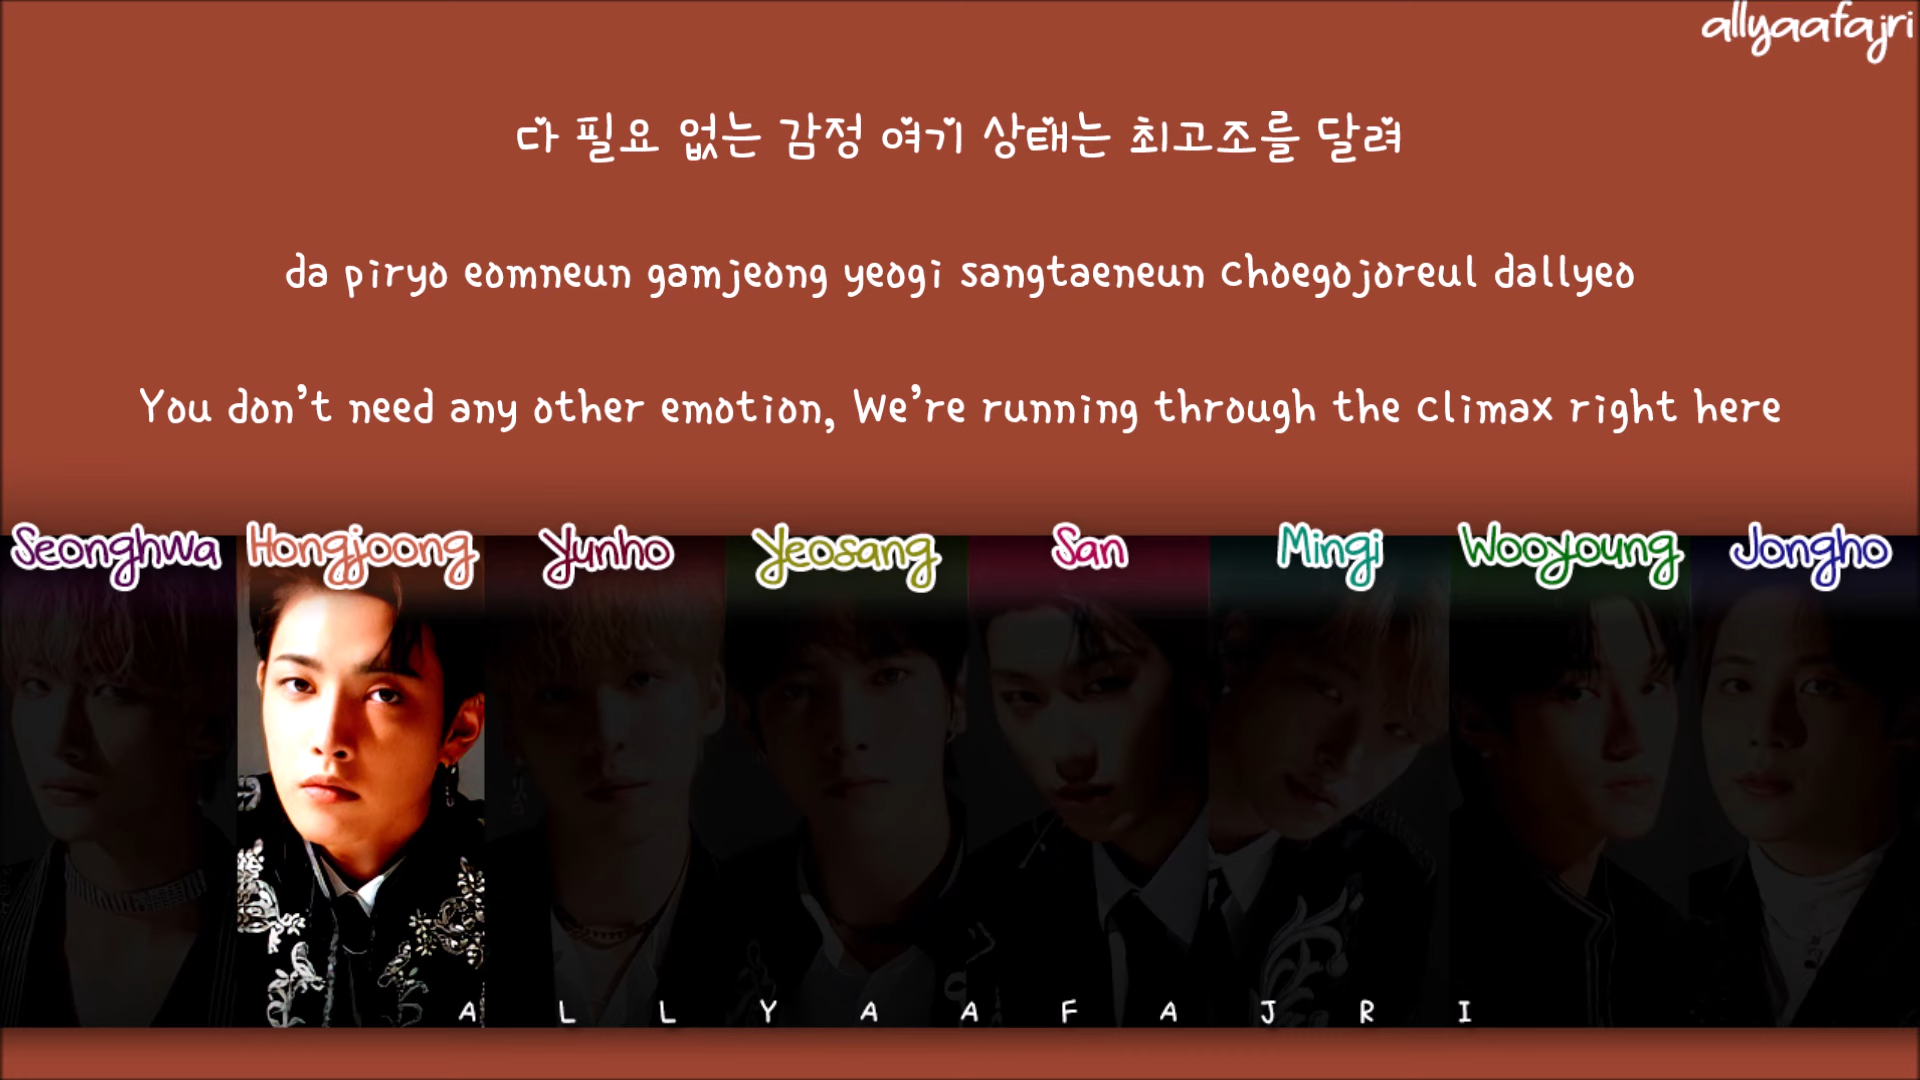 allyaafajri
다 필요 없는 감정 여기 상태는 최고조를 달려
da piryo eomneun gamjeong yeogi sangtaeneun choegojoreul dallyeo
You don't need any other emotion, We're running through the climax right here
Seonghwa Hongjoong Yunho Yeosang San Mingi Wooyoung Jongho
A L L Y A A F A J R I